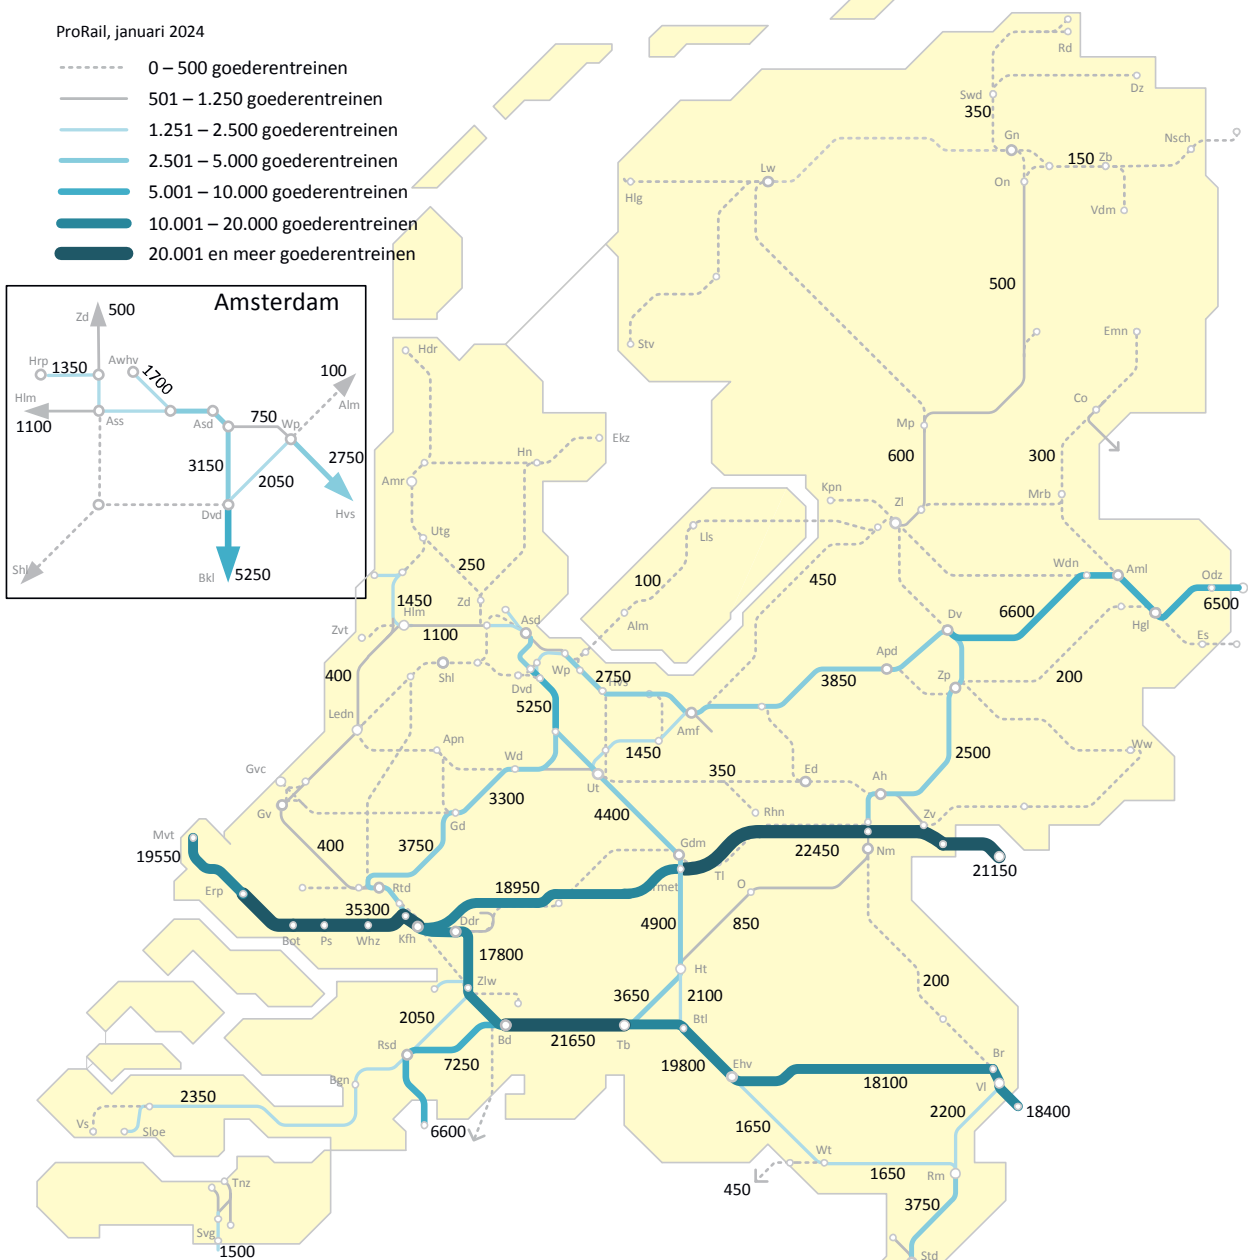 ProRail, januari 2024
0 – 500 goederentreinen
501 – 1.250 goederentreinen
1.251 – 2.500 goederentreinen
2.501 – 5.000 goederentreinen
5.001 – 10.000 goederentreinen
10.001 – 20.000 goederentreinen
20.001 en meer goederentreinen
Amsterdam
Zd
500
Hrp
1350
Awhv
1700
100
Alm
Hlm
1100
Ass
Asd
750
Wp
3150
2050
2750
Dvd
Hvs
Shl
Bkl
5250
Rd
Dz
Swd
350
Gn
Nsch
150
Zb
On
Vdm
Lw
Hlg
Stv
500
Emn
Co
Mp
600
300
Hdr
Ekz
Hn
Amr
Kpn
Zl
Mrb
Utg
Lls
250
100
450
Wdn
Aml
Odz
6500
1450
Hlm
Zd
Asd
Alm
Dv
6600
Hgl
Es
Zvt
1100
Wp
Apd
400
Shl
Dvd
2750
Hvs
3850
Zp
200
5250
Ledn
Amf
Apn
Wd
1450
2500
Ww
Gvc
350
Ed
Ah
Ut
Gv
3300
4400
Rhn
Zv
Mvt
19550
400
3750
Gd
Gdm
22450
Nm
21150
Tl
Erp
Rtd
18950
O
35300
Ddr
4900
850
Bot
Ps
Whz
Kfh
17800
Ht
Zlw
3650
2100
200
2050
Btl
Rsd
Bd
21650
Tb
7250
19800
Ehv
Br
Bgn
18100
Vl
2350
18400
Vs
Sloe
6600
1650
2200
Wt
450
1650
Rm
Tnz
3750
Svg
1500
Std